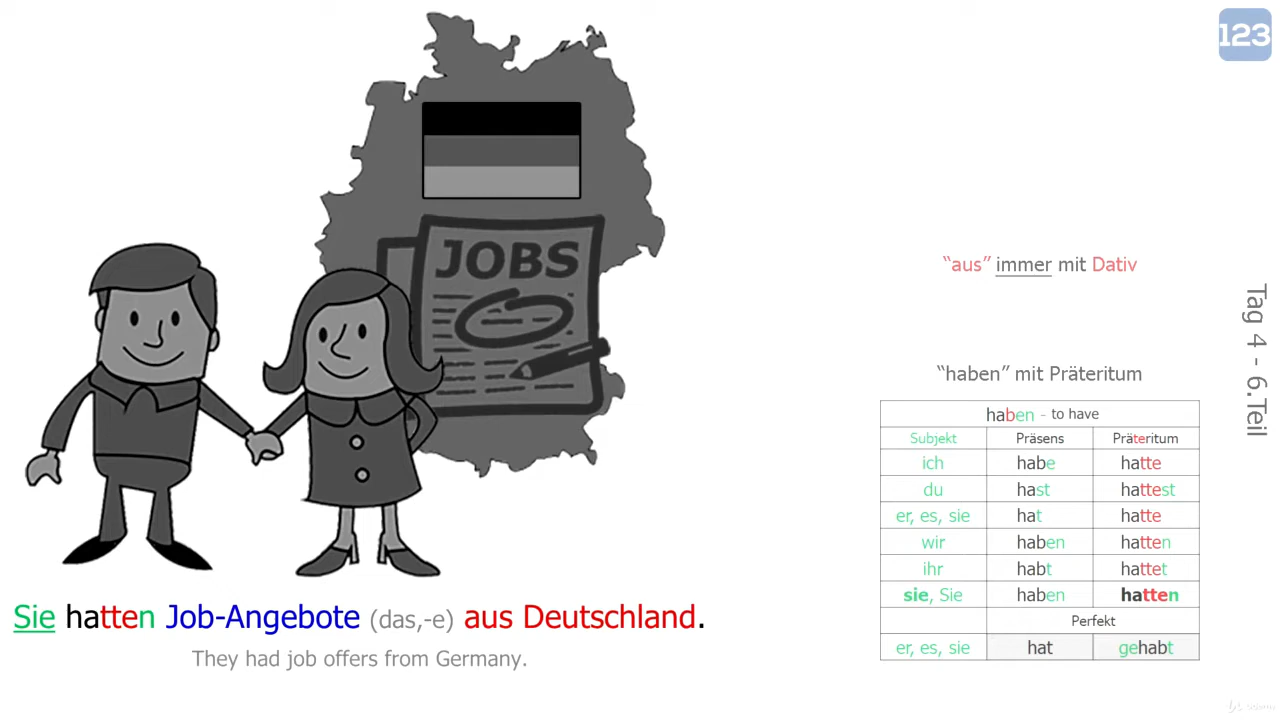 123
JOBS
“aus” immer mit Dativ
Tag 4 - 6.Teil
“haben” mit Präteritum
haben - to have
Subjekt Präsens Präteritum
ich habe hatte
du hast hattest
er, es, sie hat hatte
wir haben hatten
ihr habt hattet
sie, Sie haben hatten
Perfekt
er, es, sie hat gehabt
Sie hatten Job-Angebote (das,-e) aus Deutschland.
They had job offers from Germany.